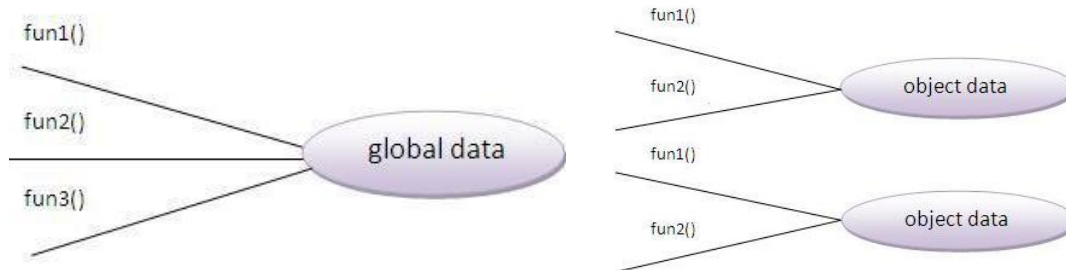 fun1()
fun2()
global data
fun3()
fun1()
object data
fun2()
fun1()
object data
fun2()